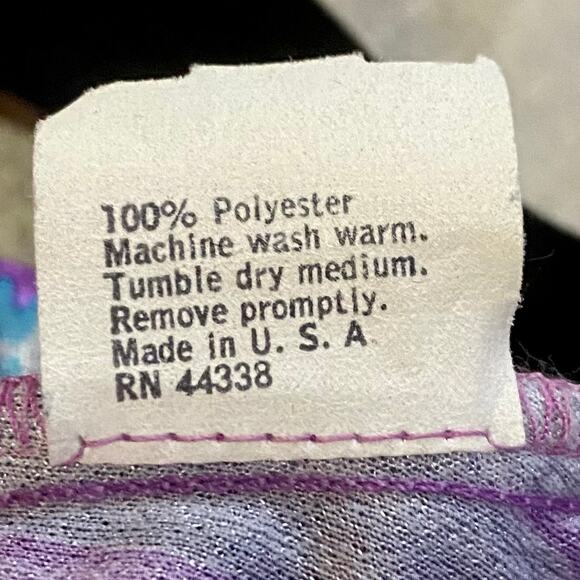 100% Polyester
Machine wash warm.
Tumble dry medium.
Remove promptly.
Made in U. S. A
RN 44338